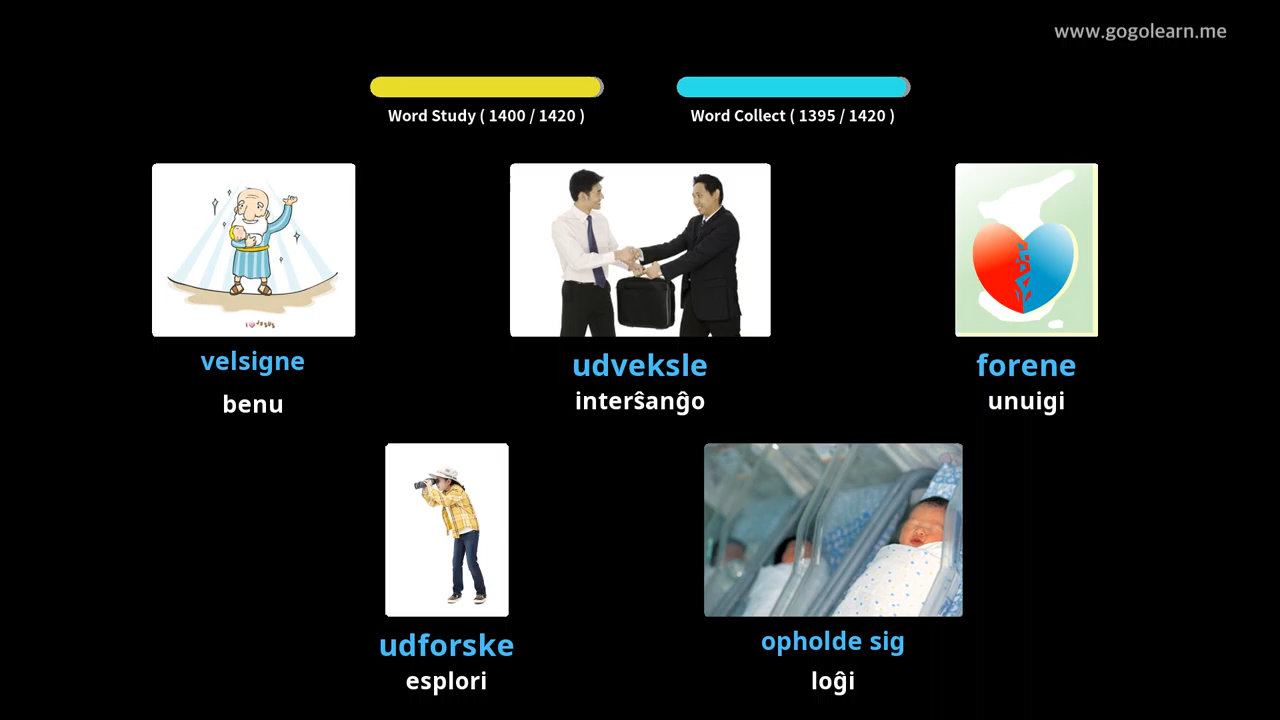 www.gogolearn.me
Word Study ( 1400 / 1420 )
Word Collect ( 1395 / 1420 )
I JESUS
velsigne
benu
udveksle
interŝanĝo
forene
unuigi
udforske
esplori
opholde sig
loĝi